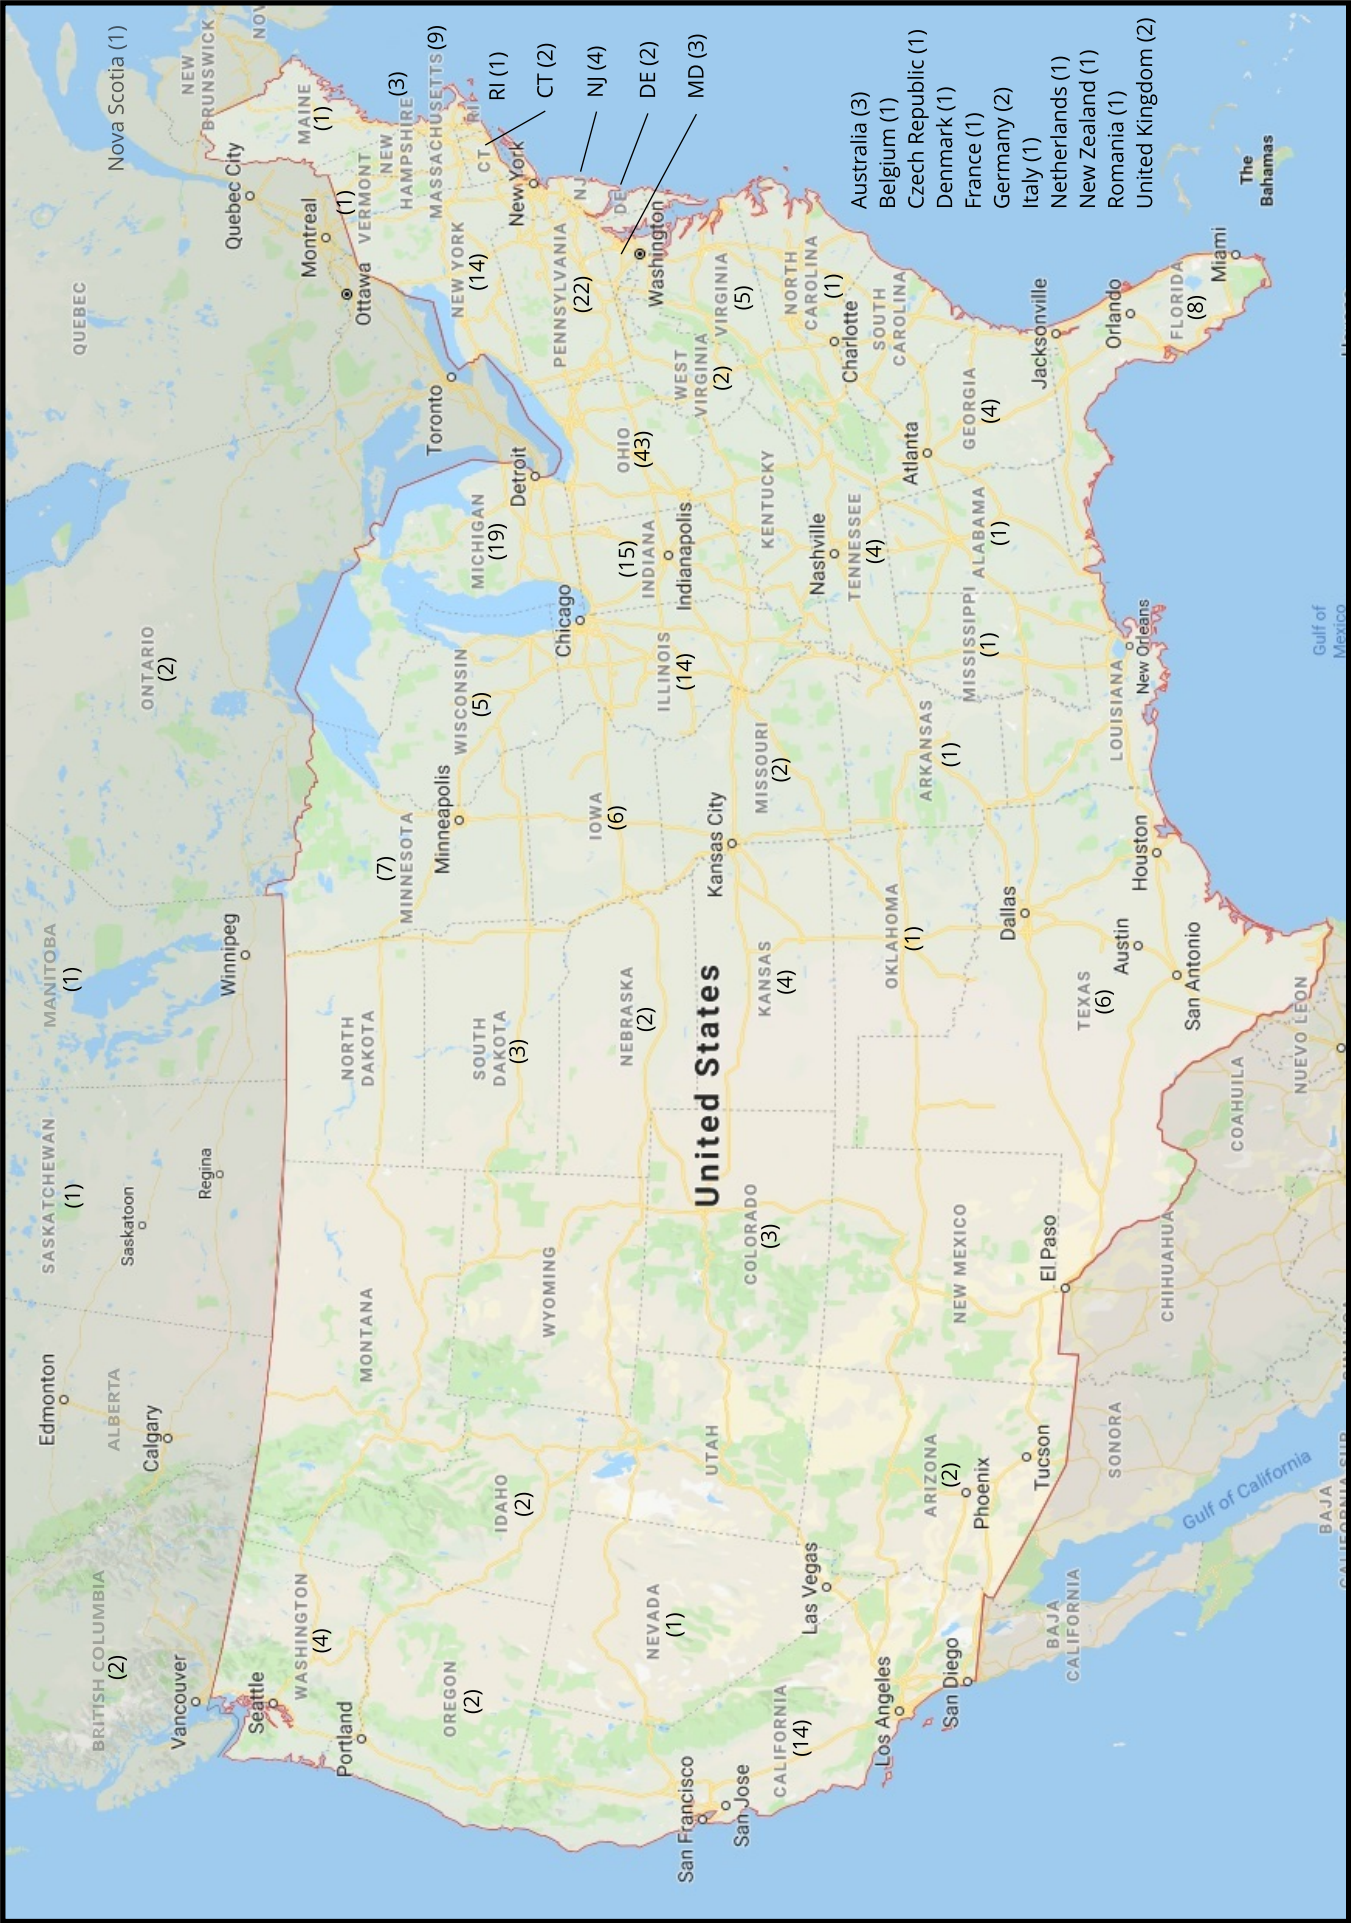 Nova Scotia (1)
NEW
BRUNSWICK
NOV
Edmonton
SASKATCHEWAN
(1)
MANITOBA
(1)
QUEBEC
BRITISH COLUMBIA
(2)
ALBERTA
Calgary
Saskatoon
Regina
Winnipeg
ONTARIO
(2)
Quebec City
Montreal
Ottawa
Toronto
Vancouver
Seattle
WASHINGTON
(4)
Portland
OREGON
(2)
IDAHO
(2)
MONTANA
NORTH
DAKOTA
SOUTH
DAKOTA
(3)
WYOMING
(7)
MINNESOTA
Minneapolis
WISCONSIN
(5)
MICHIGAN
(19)
Detroit
MAINE
(1)
(1)
VERMONT
NEW
HAMPSHIRE
(3)
MASSACHUSETTS
(9)
RI
RI (1)
CT
CT (2)
NEW YORK
(14)
New York
NJ
NJ (4)
PENNSYLVANIA
(22)
DE
DE (2)
MD (3)
Washington
NEBRASKA
(2)
IOWA
(6)
Chicago
ILLINOIS
(14)
(15)
INDIANA
Indianapolis
OHIO
(43)
WEST
VIRGINIA
(2)
VIRGINIA
(5)
NEVADA
(1)
UTAH
United States
COLORADO
(3)
KANSAS
(4)
Kansas City
MISSOURI
(2)
KENTUCKY
San Francisco
San Jose
CALIFORNIA
(14)
Las Vegas
Los Angeles
San Diego
ARIZONA
(2)
Phoenix
Tucson
NEW MEXICO
El Paso
OKLAHOMA
(1)
ARKANSAS
(1)
Nashville
TENNESSEE
(4)
NORTH
CAROLINA
(1)
Charlotte
SOUTH
CAROLINA
Dallas
TEXAS
(6)
Austin
Houston
San Antonio
LOUISIANA
New Orleans
MISSISSIPPI
(1)
ALABAMA
(1)
Atlanta
GEORGIA
(4)
Jacksonville
Orlando
FLORIDA
(8)
Miami
The
Bahamas
Australia (3)
Belgium (1)
Czech Republic (1)
Denmark (1)
France (1)
Germany (2)
Italy (1)
Netherlands (1)
New Zealand (1)
Romania (1)
United Kingdom (2)
BAJA
CALIFORNIA
SONORA
CHIHUAHUA
COAHUILA
NUEVO LEON
Gulf of California
Gulf of
Mexico
BAJA